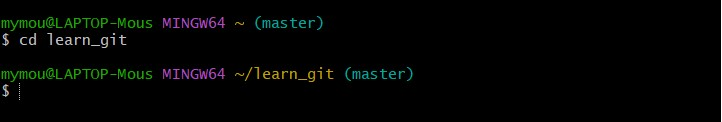 mymou@LAPTOP-Mous MINGW64 ~ (master)
$ cd learn_git
mymou@LAPTOP-Mous MINGW64 ~/learn_git (master)
$